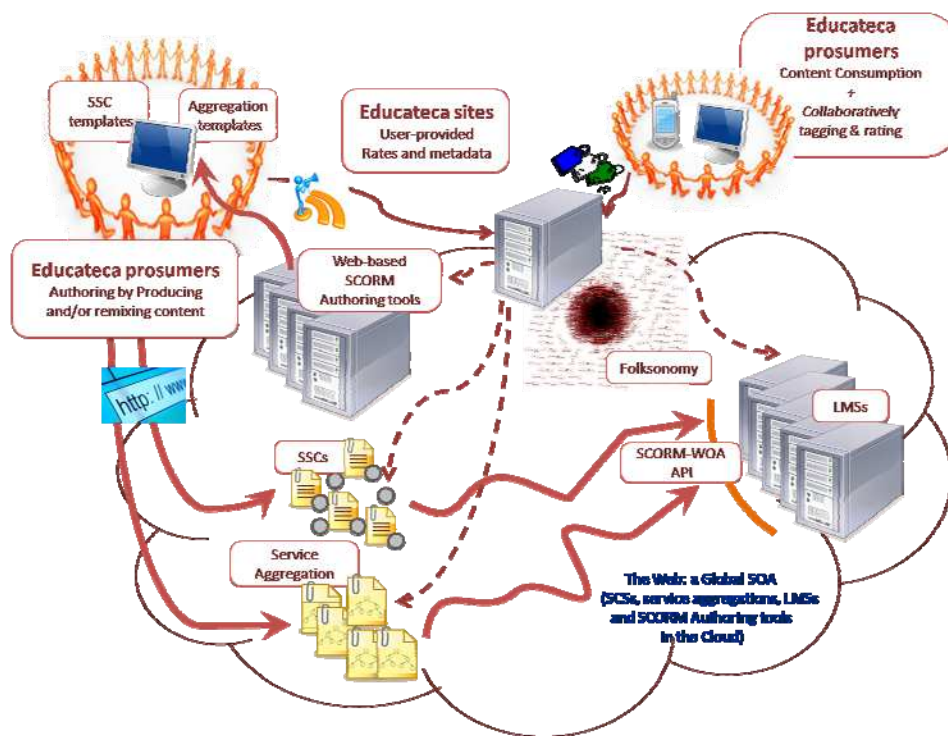 Educateca
prosumers
Content Consumption
+
Collaboratively
tagging & rating
SSC
templates
Aggregation
templates
Educateca sites
User-provided
Rates and metadata
Educateca prosumers
Authoring by Producing
and/or remixing content
Web-based
SCORM
Authoring tools
http: // www
Folksonomy
LMSs
SSCs
SCORM-WOA
API
Service
Aggregation
The Web: a Global SOA
(SCSs, service aggregations, LMSs
and SCORM Authoring tools
in the Cloud)